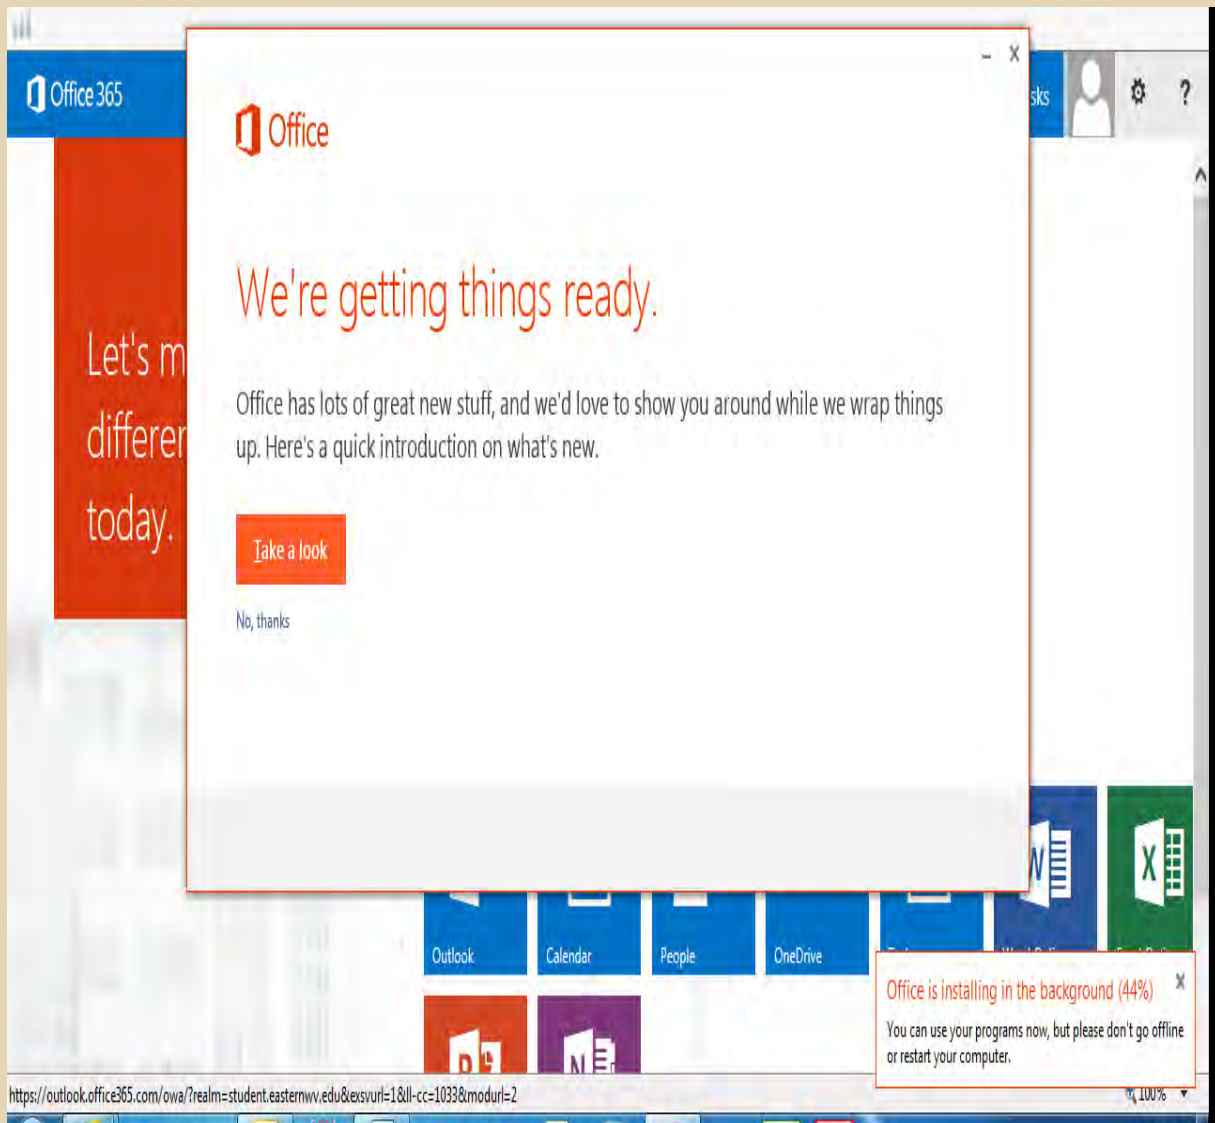 Office 365
sks
?
Office
We're getting things ready.
Let's m
differen
today.
Office has lots of great new stuff, and we'd love to show you around while we wrap things
up. Here's a quick introduction on what's new.
Take a look
No, thanks
Outlook
Calendar
People
OneDrive
Office is installing in the background (44%)
You can use your programs now, but please don't go offline
or restart your computer.
https://outlook.office365.com/owa/?realm=student.easternwv.edu&exsvurl=1&ll-cc=1033&modurl=2
100%